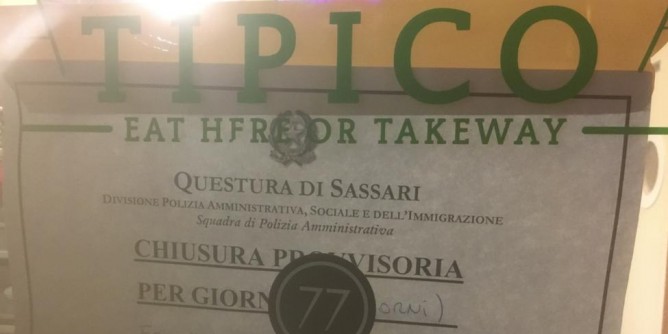 TIPICO
EAT HERE OR TAKEWAY
QUESTURA DI SASSARI
DIVISIONE POLIZIA AMMINISTRATIVA, SOCIALE E DELL'IMMIGRAZIONE
Squadra di Polizia Amministrativa
CHIUSURA PROVVISORIA
PER GIORNI
77